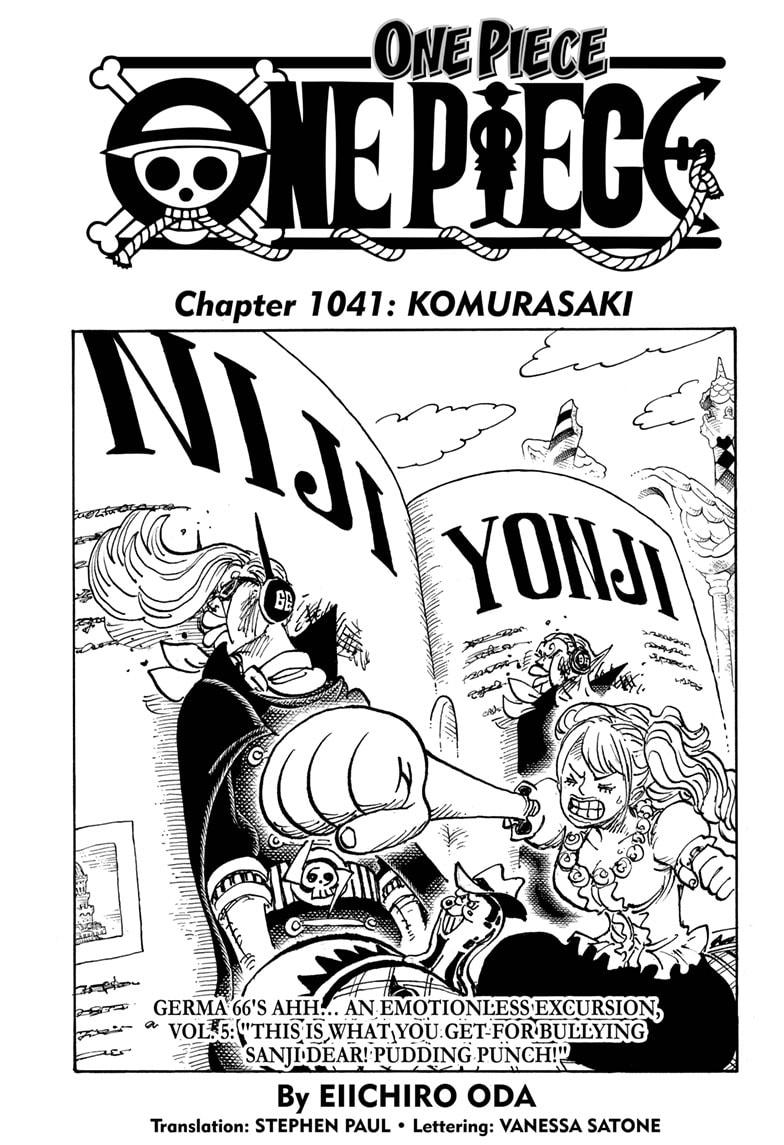 ONE PIECE
ONE PIECE
Chapter 1041: KOMURASAKI
NIJI
YONJI
66
GERMA 66'S AHH... AN EMOTIONLESS EXCURSION,
VOL. 5: "THIS IS WHAT YOU GET FOR BULLYING
SANJI DEAR! PUDDING PUNCH!"
By EIICHIRO ODA
Translation: STEPHEN PAUL • Lettering: VANESSA SATONE